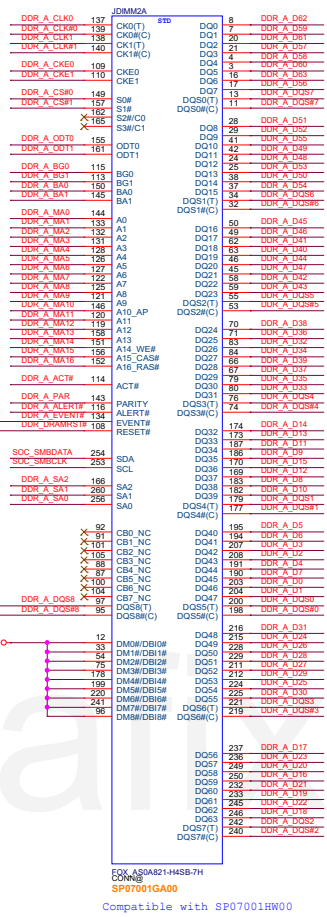 JDIMM2A
STD
DDR_A_CLK0 137 CK0(T)
DDR_A_CLK#0 139 CK0#(C)
DDR_A_CLK1 138 CK1(T)
DDR_A_CLK#1 140 CK1#(C)
DDR_A_CKE0 109 CKE0
DDR_A_CKE1 110 CKE1
DDR_A_CS#0 149 S0#
DDR_A_CS#1 157 S1#
162 S2#/C0
165 S3#/C1
DDR_A_ODT0 155 ODT0
DDR_A_ODT1 161 ODT1
DDR_A_BG0 115 BG0
DDR_A_BG1 113 BG1
DDR_A_BA0 150 BA0
DDR_A_BA1 145 BA1
DDR_A_MA0 144 A0
DDR_A_MA1 133 A1
DDR_A_MA2 132 A2
DDR_A_MA3 131 A3
DDR_A_MA4 128 A4
DDR_A_MA5 126 A5
DDR_A_MA6 127 A6
DDR_A_MA7 122 A7
DDR_A_MA8 125 A8
DDR_A_MA9 121 A9
DDR_A_MA10 146 A10_AP
DDR_A_MA11 120 A11
DDR_A_MA12 119 A12
DDR_A_MA13 158 A13
DDR_A_MA14 151 A14_WE#
DDR_A_MA15 156 A15_CAS#
DDR_A_MA16 152 A16_RAS#
DDR_A_ACT# 114 ACT#
DDR_A_PAR 143 PARITY
DDR_A_ALERT# 116 ALERT#
DDR_A_EVENT# 134 EVENT#
DDR_DRAMRST# 108 RESET#
SOC_SMBDATA 254 SDA
SOC_SMBCLK 253 SCL
DDR_A_SA2 166 SA2
DDR_A_SA1 260 SA1
DDR_A_SA0 256 SA0
92 CB0_NC
91 CB1_NC
101 CB2_NC
105 CB3_NC
88 CB4_NC
87 CB5_NC
100 CB6_NC
104 CB7_NC
DDR_A_DQS8 97 DQS8(T)
DDR_A_DQS#8 95 DQS8#(C)
12 DM0#/DBI0#
33 DM1#/DBI1#
54 DM2#/DBI2#
75 DM3#/DBI3#
178 DM4#/DBI4#
199 DM5#/DBI5#
220 DM6#/DBI6#
241 DM7#/DBI7#
96 DM8#/DBI8#
DQ0 8 DDR_A_D62
DQ1 7 DDR_A_D59
DQ2 20 DDR_A_D61
DQ3 21 DDR_A_D57
DQ4 4 DDR_A_D58
DQ5 3 DDR_A_D60
DQ6 16 DDR_A_D63
DQ7 17 DDR_A_D56
DQS0(T) 13 DDR_A_DQS7
DQS0#(C) 11 DDR_A_DQS#7
DQ8 28 DDR_A_D51
DQ9 29 DDR_A_D52
DQ10 41 DDR_A_D55
DQ11 42 DDR_A_D49
DQ12 24 DDR_A_D48
DQ13 25 DDR_A_D53
DQ14 38 DDR_A_D50
DQ15 37 DDR_A_D54
DQS1(T) 34 DDR_A_DQS6
DQS1#(C) 32 DDR_A_DQS#6
DQ16 50 DDR_A_D45
DQ17 49 DDR_A_D46
DQ18 62 DDR_A_D41
DQ19 63 DDR_A_D40
DQ20 46 DDR_A_D44
DQ21 45 DDR_A_D47
DQ22 58 DDR_A_D42
DQ23 59 DDR_A_D43
DQS2(T) 55 DDR_A_DQS5
DQS2#(C) 53 DDR_A_DQS#5
DQ24 70 DDR_A_D38
DQ25 71 DDR_A_D36
DQ26 83 DDR_A_D32
DQ27 84 DDR_A_D34
DQ28 66 DDR_A_D39
DQ29 67 DDR_A_D37
DQ30 79 DDR_A_D35
DQ31 80 DDR_A_D33
DQS3(T) 76 DDR_A_DQS4
DQS3#(C) 74 DDR_A_DQS#4
DQ32 174 DDR_A_D14
DQ33 173 DDR_A_D13
DQ34 187 DDR_A_D11
DQ35 186 DDR_A_D9
DQ36 170 DDR_A_D15
DQ37 169 DDR_A_D12
DQ38 183 DDR_A_D8
DQ39 182 DDR_A_D10
DQS4(T) 179 DDR_A_DQS1
DQS4#(C) 177 DDR_A_DQS#1
DQ40 195 DDR_A_D5
DQ41 194 DDR_A_D6
DQ42 207 DDR_A_D3
DQ43 208 DDR_A_D2
DQ44 191 DDR_A_D4
DQ45 190 DDR_A_D7
DQ46 203 DDR_A_D0
DQ47 204 DDR_A_D1
DQS5(T) 200 DDR_A_DQS0
DQS5#(C) 198 DDR_A_DQS#0
DQ48 216 DDR_A_D31
DQ49 215 DDR_A_D24
DQ50 228 DDR_A_D26
DQ51 229 DDR_A_D28
DQ52 211 DDR_A_D27
DQ53 212 DDR_A_D29
DQ54 224 DDR_A_D25
DQ55 225 DDR_A_D30
DQS6(T) 221 DDR_A_DQS3
DQS6#(C) 219 DDR_A_DQS#3
DQ56 237 DDR_A_D17
DQ57 236 DDR_A_D23
DQ58 249 DDR_A_D20
DQ59 250 DDR_A_D16
DQ60 232 DDR_A_D21
DQ61 233 DDR_A_D19
DQ62 245 DDR_A_D22
DQ63 246 DDR_A_D18
DQS7(T) 242 DDR_A_DQS2
DQS7#(C) 240 DDR_A_DQS#2
FOX_AS0A821-H4SB-7H
CONN@
SP07001GA00
Compatible with SP07001HW00